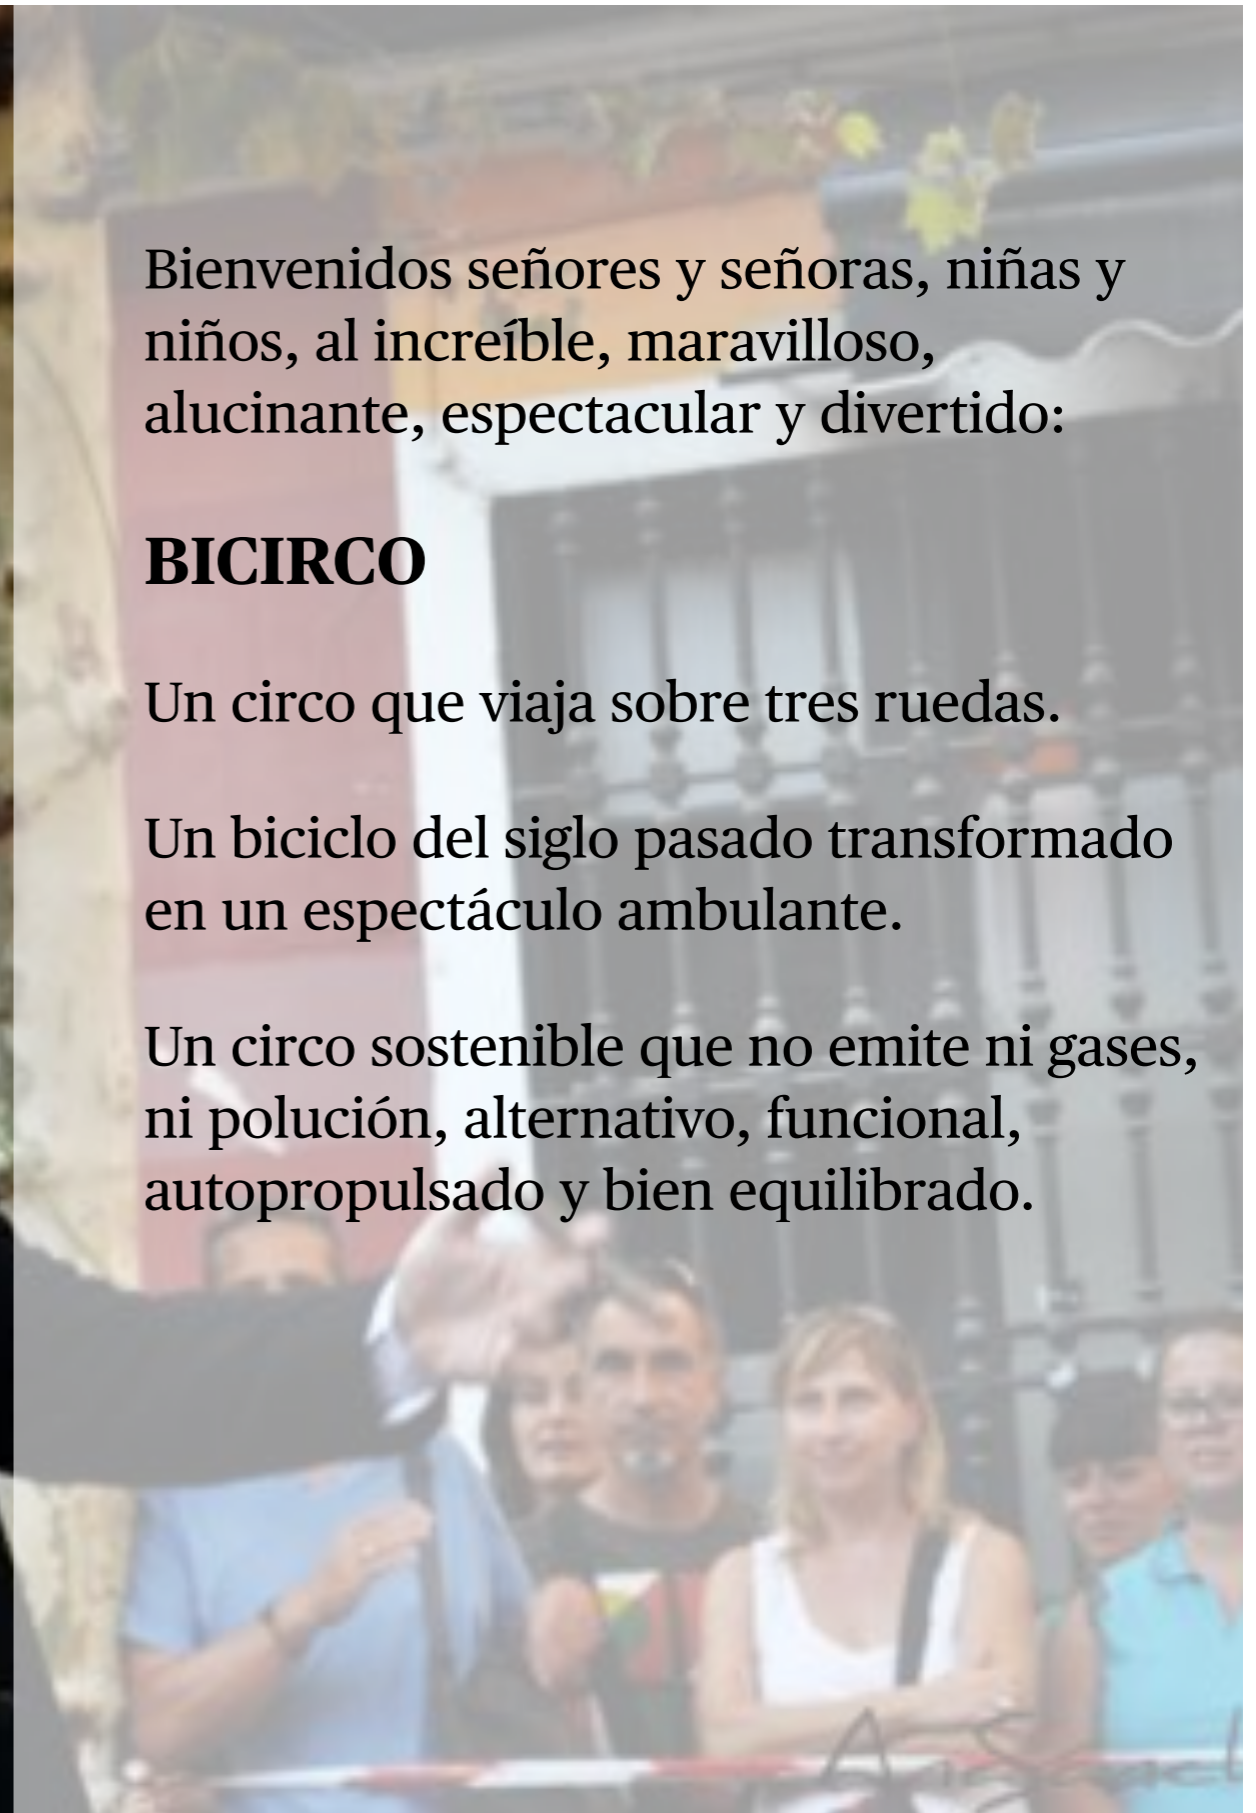 Bienvenidos señores y señoras, niñas y
niños, al increíble, maravilloso,
alucinante, espectacular y divertido:
BICIRCO
Un circo que viaja sobre tres ruedas.
Un biciclo del siglo pasado transformado
en un espectáculo ambulante.
Un circo sostenible que no emite ni gases,
ni polución, alternativo, funcional,
autopropulsado y bien equilibrado.